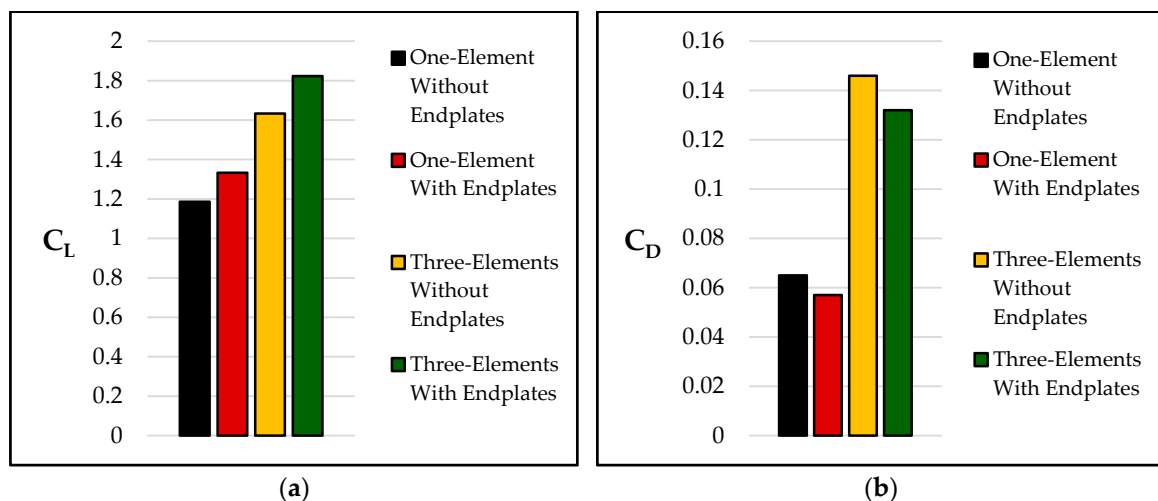 2
1.8
1.6
1.4
1.2
1
0.8
0.6
0.4
0.2
0
C_L
One-Element
Without
Endplates
One-Element
With Endplates
Three-Elements
Without
Endplates
Three-Elements
With Endplates
(a)
0.16
0.14
0.12
0.1
0.08
0.06
0.04
0.02
0
C_D
One-Element
Without
Endplates
One-Element
With Endplates
Three-Elements
Without
Endplates
Three-Elements
With Endplates
(b)